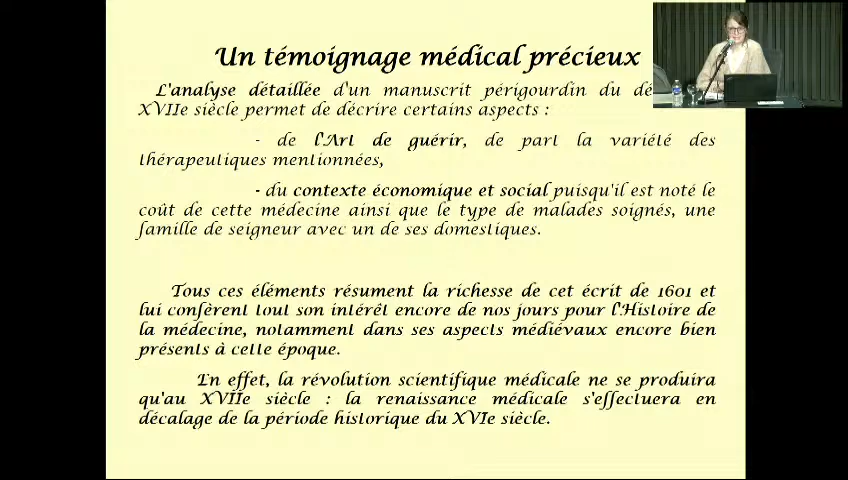 Un témoignage médical précieux
L'analyse détaillée d'un manuscrit périgourdin du
XVIIe siècle permet de décrire certains aspects :
- de l'Art de guérir, de part la variété des
thérapeutiques mentionnées,
- du contexte économique et social puisqu'il est noté le
coût de cette médecine ainsi que le type de malades soignés, une
famille de seigneur avec un de ses domestiques.
Tous ces éléments résument la richesse de cet écrit de 1601 et
lui confèrent tout son intérêt encore de nos jours pour l'Histoire de
la médecine, notamment dans ses aspects médiévaux encore bien
présents à cette époque.
En effet, la révolution scientifique médicale ne se produira
qu'au XVIIe siècle : la renaissance médicale s'effectuera en
décalage de la période historique du XVIe siècle.